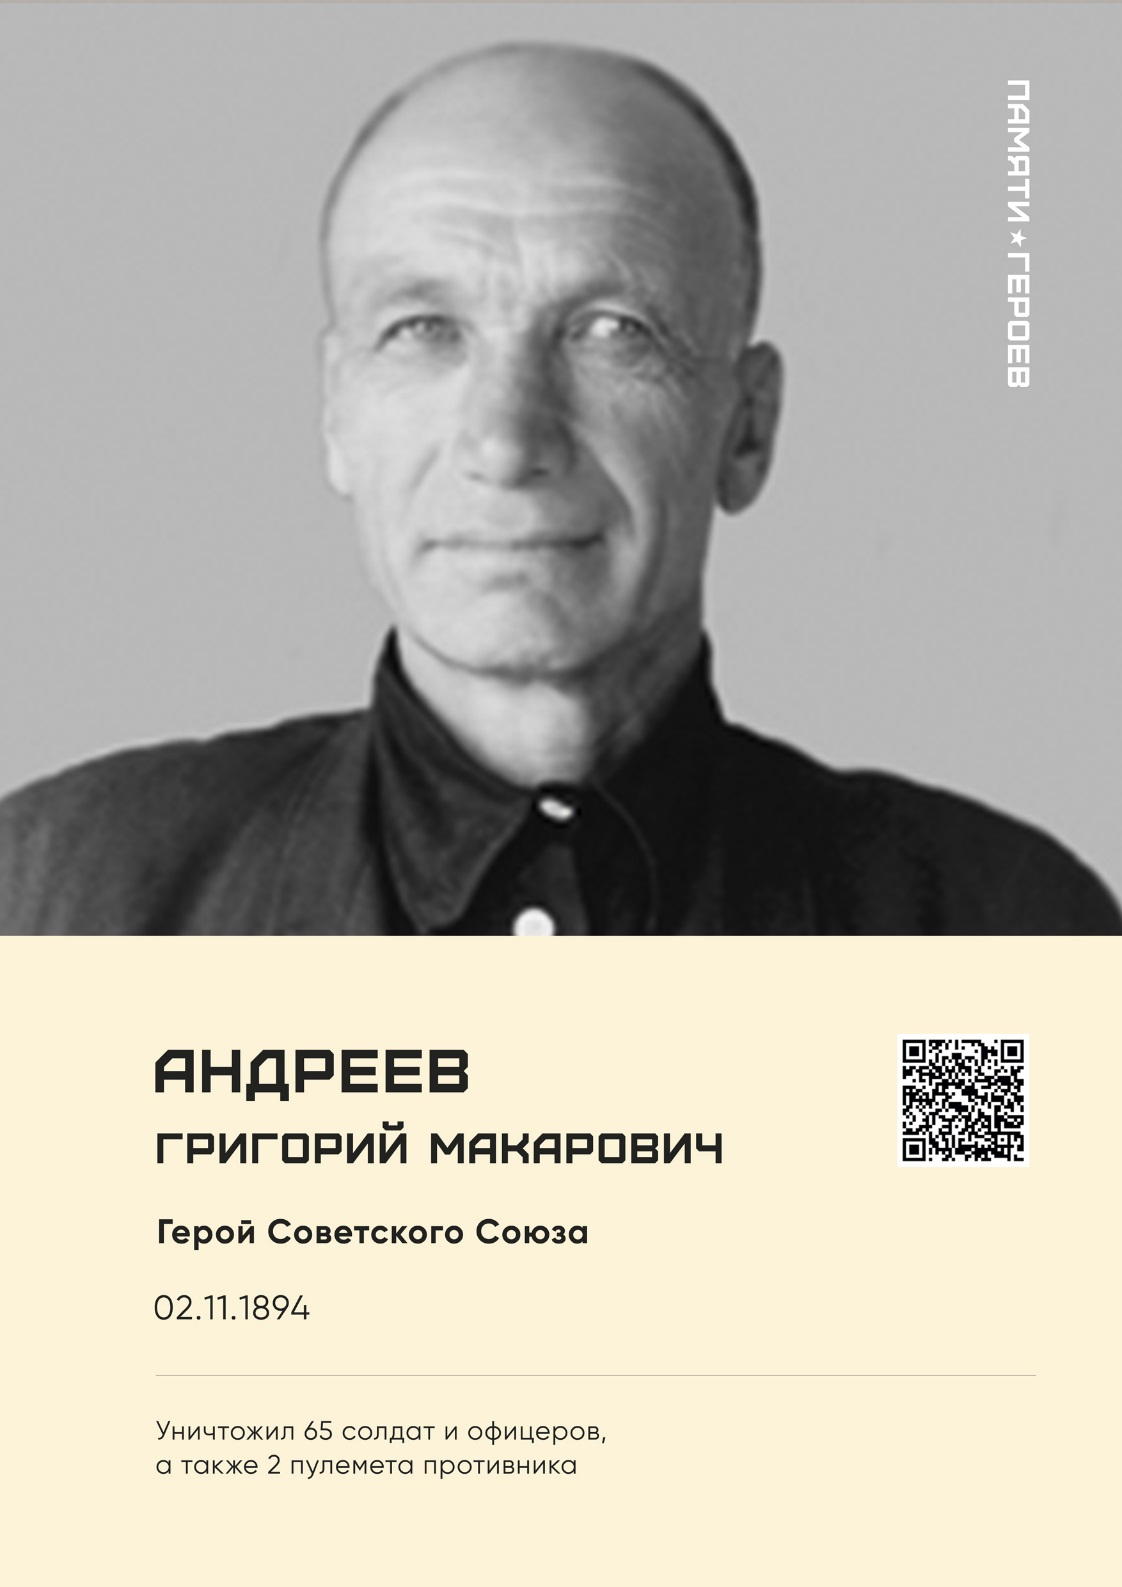 ПАМЯТИ ★ ГЕРОЕВ
АНДРЕЕВ
ГРИГОРИЙ МАКАРОВИЧ
Герой Советского Союза
02.11.1894
Уничтожил 65 солдат и офицеров,
а также 2 пулемета противника